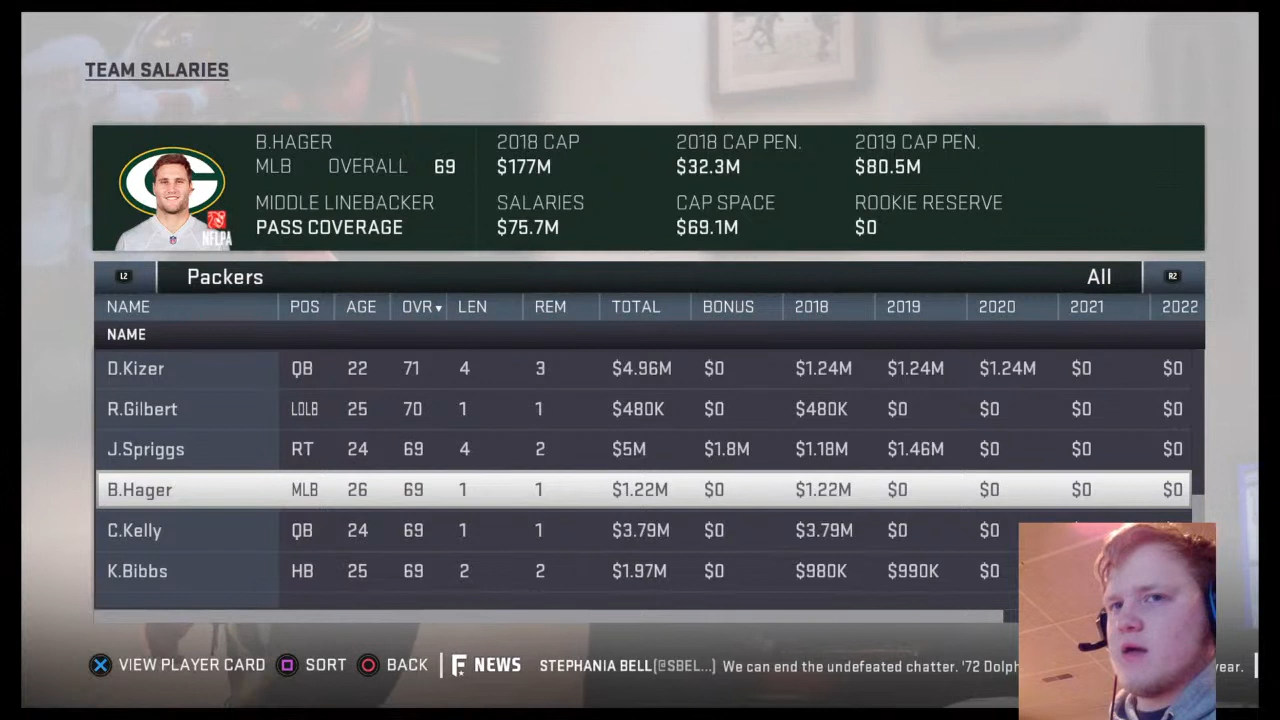 TEAM SALARIES
B.HAGER
MLB OVERALL 69
MIDDLE LINEBACKER
PASS COVERAGE
2018 CAP
$177M
SALARIES
$75.7M
2018 CAP PEN.
$32.3M
CAP SPACE
$69.1M
2019 CAP PEN.
$80.5M
ROOKIE RESERVE
$0
NFLPA
L2 Packers All R2
NAME POS AGE OVR LEN REM TOTAL BONUS 2018 2019 2020 2021 2022
NAME
D.Kizer QB 22 71 4 3 $4.96M $0 $1.24M $1.24M $1.24M $0 $0
R.Gilbert LOLB 25 70 1 1 $480K $0 $480K $0 $0 $0 $0
J.Spriggs RT 24 69 4 2 $5M $1.8M $1.18M $1.46M $0 $0 $0
B.Hager MLB 26 69 1 1 $1.22M $0 $1.22M $0 $0 $0 $0
C.Kelly QB 24 69 1 1 $3.79M $0 $3.79M $0 $0
K.Bibbs HB 25 69 2 2 $1.97M $0 $980K $990K $0
VIEW PLAYER CARD SORT BACK F NEWS STEPHANIA BELL(@SBEL...) We can end the undefeated chatter. '72 Dolph